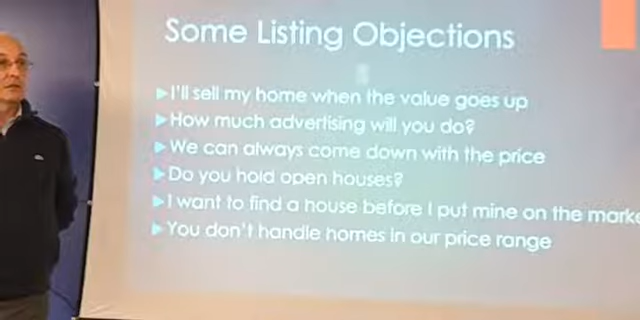 Some Listing Objections
I'll sell my home when the value goes up
How much advertising will you do?
We can always come down with the price
Do you hold open houses?
I want to find a house before I put mine on the marke
You don't handle homes in our price range